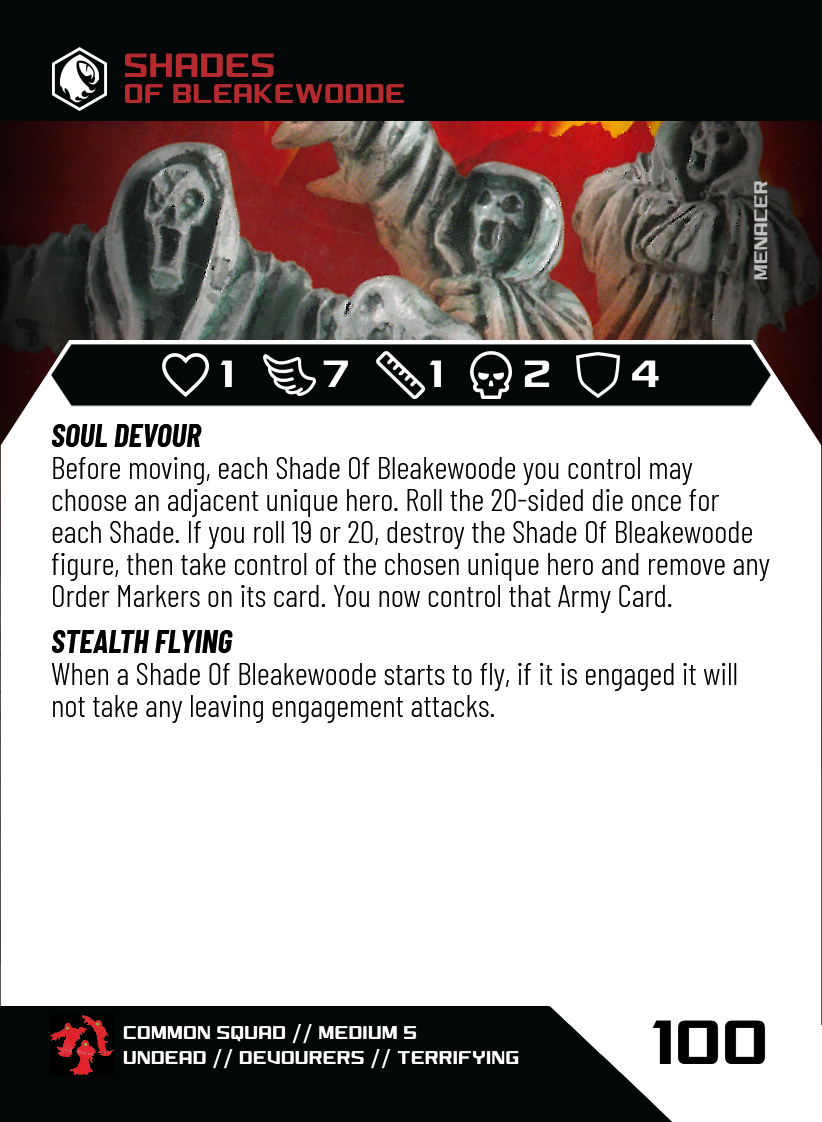 SHADES
OF BLEAKEWOODE
MENACER
1 7 1 2 4
SOUL DEVOUR
Before moving, each Shade Of Bleakewoode you control may
choose an adjacent unique hero. Roll the 20-sided die once for
each Shade. If you roll 19 or 20, destroy the Shade Of Bleakewoode
figure, then take control of the chosen unique hero and remove any
Order Markers on its card. You now control that Army Card.
STEALTH FLYING
When a Shade Of Bleakewoode starts to fly, if it is engaged it will
not take any leaving engagement attacks.
COMMON SQUAD // MEDIUM 5
UNDEAD // DEVOURERS // TERRIFYING
100